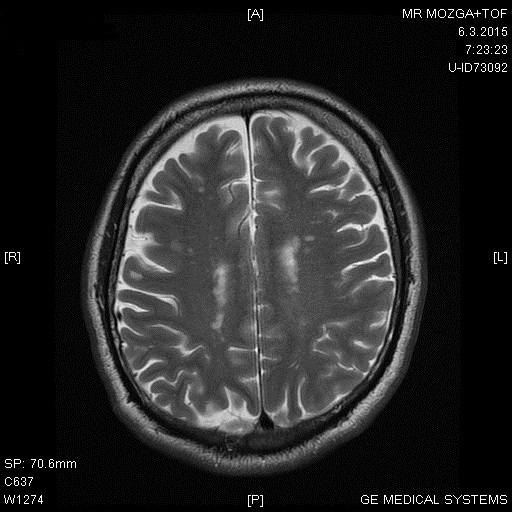 [A]
MR MOZGA+TOF
6.3.2015
7:23:23
U-ID73092
[R]
[L]
SP: 70.6mm
C637
W1274
[P]
GE MEDICAL SYSTEMS